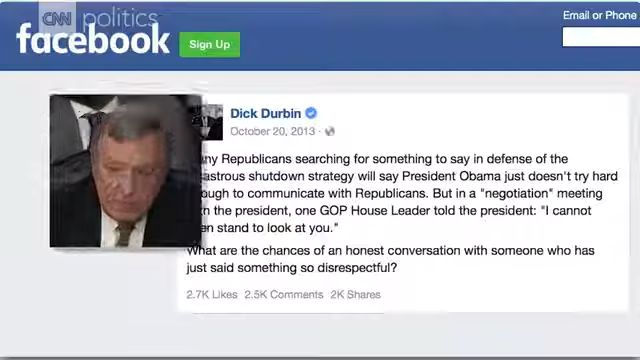 CNN politics
facebook
Sign Up
Email or Phone
Dick Durbin
October 20, 2013 ·
ny Republicans searching for something to say in defense of the
astrous shutdown strategy will say President Obama just doesn't try hard
ugh to communicate with Republicans. But in a "negotiation" meeting
h the president, one GOP House Leader told the president: "I cannot
en stand to look at you."
What are the chances of an honest conversation with someone who has
just said something so disrespectful?
2.7K Likes 2.5K Comments 2K Shares